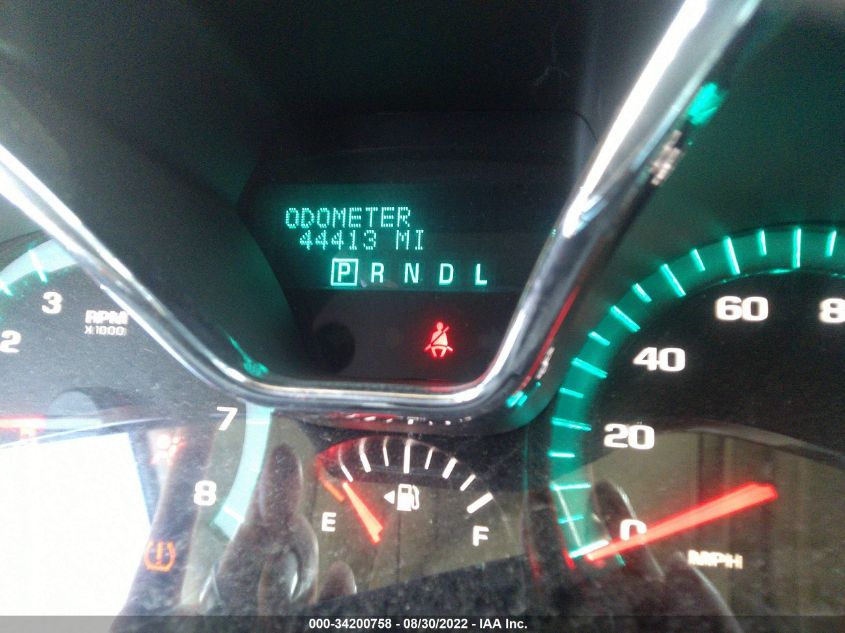 ODOMETER
44413 MI
P R N D L
3
2
RPM
X1000
7
8
E
F
60
8
40
20
0
MPH
000-34200758 - 08/30/2022 - IAA Inc.